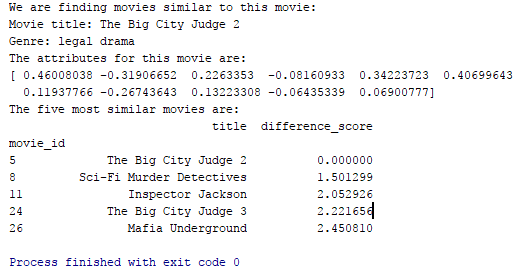 We are finding movies similar to this movie:
Movie title: The Big City Judge 2
Genre: legal drama
The attributes for this movie are:
[ 0.46008038 -0.31906652  0.2263353  -0.08160933  0.34223723  0.40699643
  0.11937766 -0.26743643  0.13223308 -0.06435339  0.06900777]
The five most similar movies are:
title  difference_score
movie_id
5  The Big City Judge 2  0.000000
8  Sci-Fi Murder Detectives  1.501299
11  Inspector Jackson  2.052926
24  The Big City Judge 3  2.221656
26  Mafia Underground  2.450810
Process finished with exit code 0